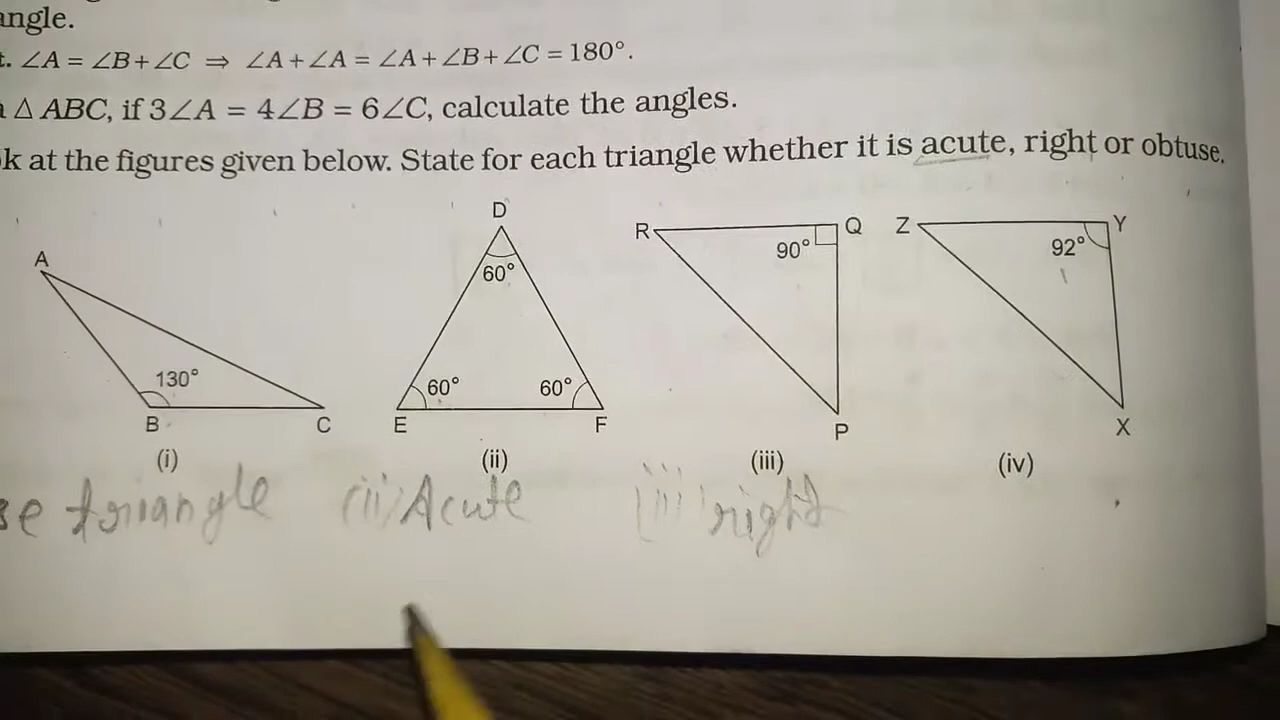 angle.
t. ∠A = ∠B + ∠C ⇒ ∠A + ∠A = ∠A + ∠B + ∠C = 180°.
△ ABC, if 3∠A = 4∠B = 6∠C, calculate the angles.
k at the figures given below. State for each triangle whether it is acute, right or obtuse.
A
130°
B
C
(i)
D
60°
60°
60°
E
F
(ii)
R
Q
90°
P
(iii)
Z
Y
92°
X
(iv)
se triangle (ii) Acute (iii) right